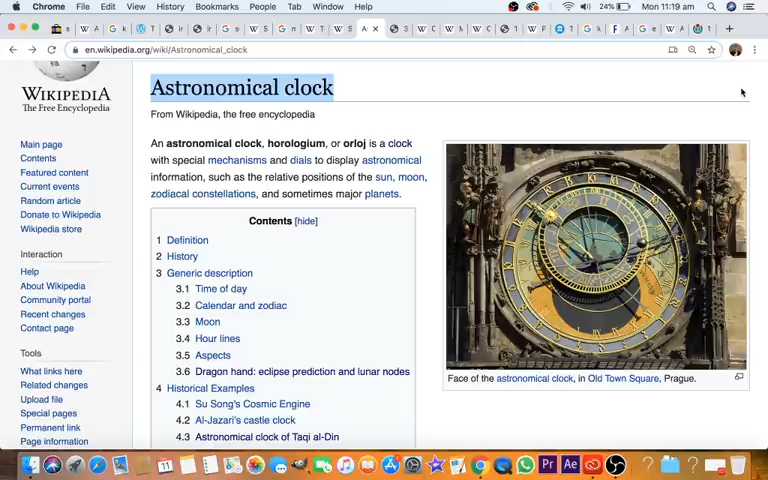 Chrome File Edit View History Bookmarks People Tab Window Help 24% Mon 11:19 am
en.wikipedia.org/wiki/Astronomical_clock
WIKIPEDIA
The Free Encyclopedia
Main page
Contents
Featured content
Current events
Random article
Donate to Wikipedia
Wikipedia store
Interaction
Help
About Wikipedia
Community portal
Recent changes
Contact page
Tools
What links here
Related changes
Upload file
Special pages
Permanent link
Page information
Astronomical clock
From Wikipedia, the free encyclopedia
An astronomical clock, horologium, or orloj is a clock
with special mechanisms and dials to display astronomical
information, such as the relative positions of the sun, moon,
zodiacal constellations, and sometimes major planets.
Contents [hide]
1 Definition
2 History
3 Generic description
3.1 Time of day
3.2 Calendar and zodiac
3.3 Moon
3.4 Hour lines
3.5 Aspects
3.6 Dragon hand: eclipse prediction and lunar nodes
4 Historical Examples
4.1 Su Song's Cosmic Engine
4.2 Al-Jazari's castle clock
4.3 Astronomical clock of Taqi al-Din
Face of the astronomical clock, in Old Town Square, Prague.